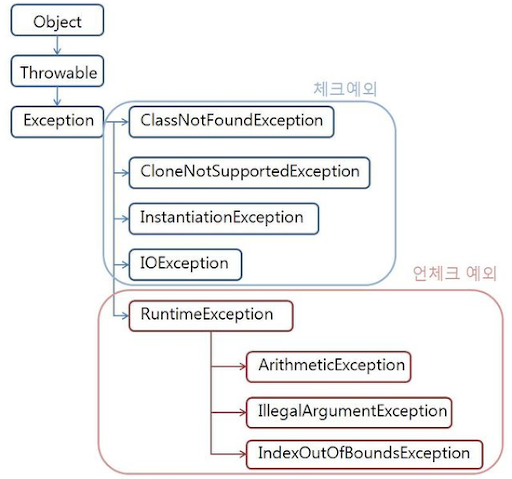 Object
Throwable
체크예외
Exception
ClassNotFoundException
CloneNotSupportedException
InstantiationException
IOException
언체크 예외
RuntimeException
ArithmeticException
IllegalArgumentException
IndexOutOfBoundsException